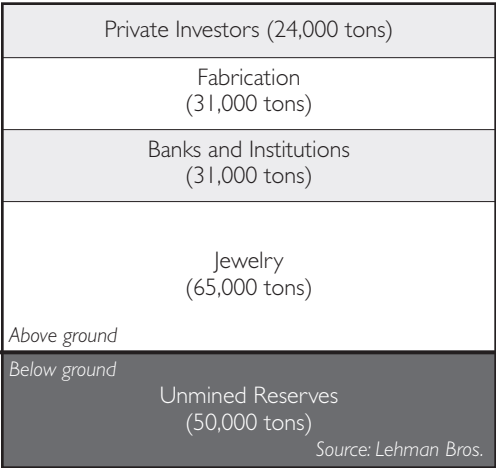 Private Investors (24,000 tons)
Fabrication
(31,000 tons)
Banks and Institutions
(31,000 tons)
Jewelry
(65,000 tons)
Above ground
Below ground
Unmined Reserves
(50,000 tons)
Source: Lehman Bros.